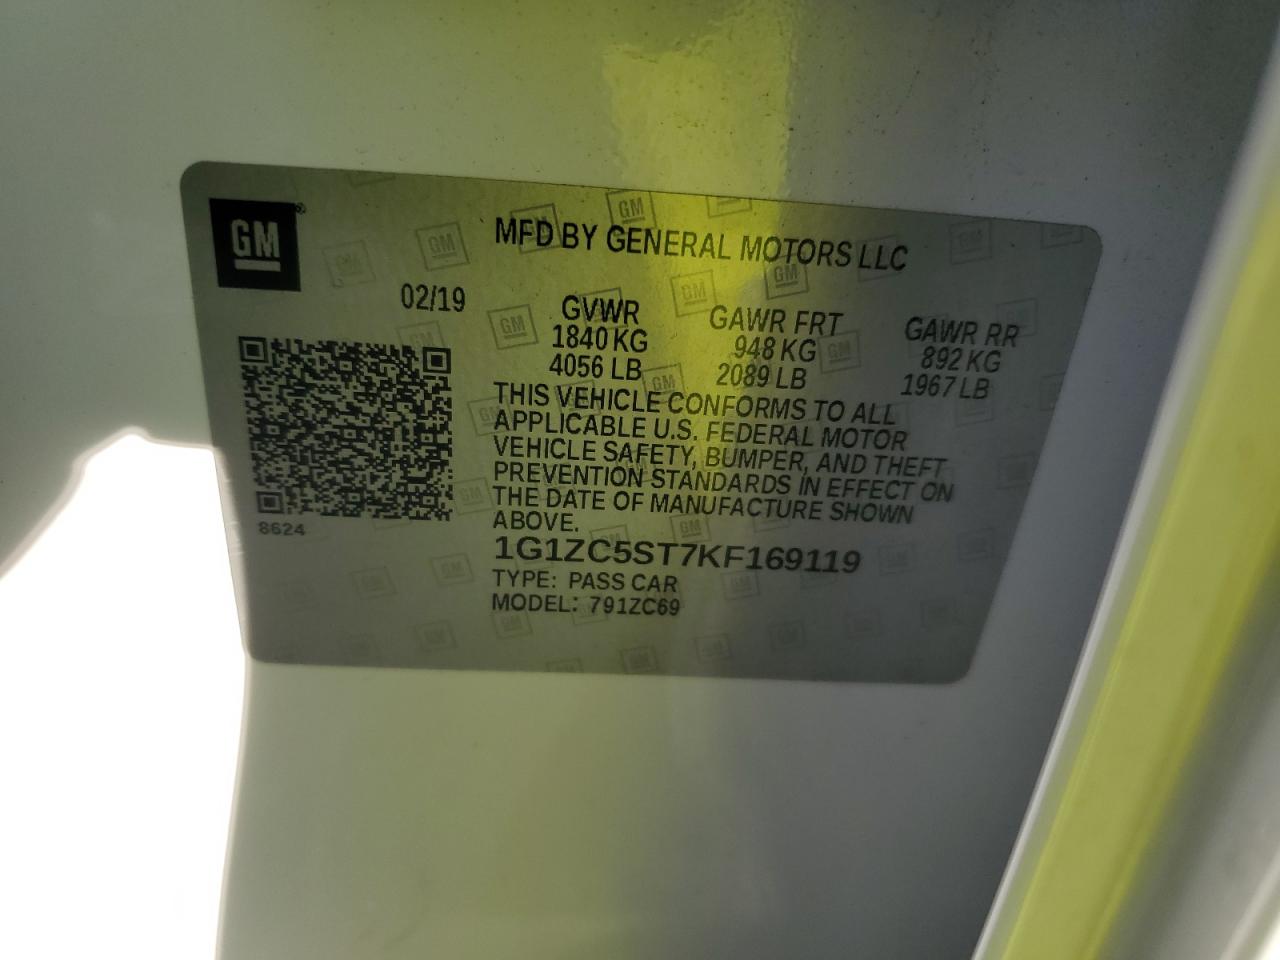 GM
MFD BY GENERAL MOTORS LLC
02/19
GVWR
1840 KG
4056 LB
GAWR FRT
948 KG
2089 LB
GAWR RR
892 KG
1967 LB
THIS VEHICLE CONFORMS TO ALL
APPLICABLE U.S. FEDERAL MOTOR
VEHICLE SAFETY, BUMPER, AND THEFT
PREVENTION STANDARDS IN EFFECT ON
THE DATE OF MANUFACTURE SHOWN
ABOVE.
8624
1G1ZC5ST7KF169119
TYPE: PASS CAR
MODEL: 791ZC69